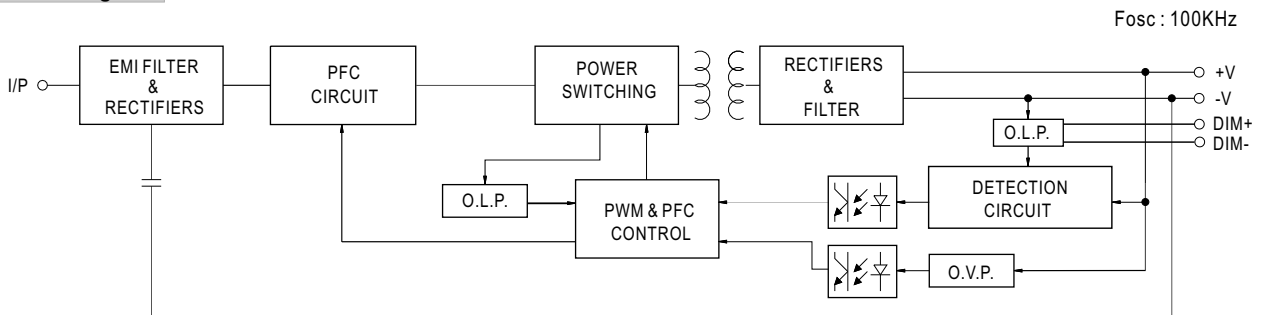 Fosc : 100KHz
I/P
EMI FILTER
&
RECTIFIERS
PFC
CIRCUIT
POWER
SWITCHING
RECTIFIERS
&
FILTER
+V
-V
DIM+
DIM-
O.L.P.
DETECTION
CIRCUIT
O.L.P.
PWM & PFC
CONTROL
O.V.P.